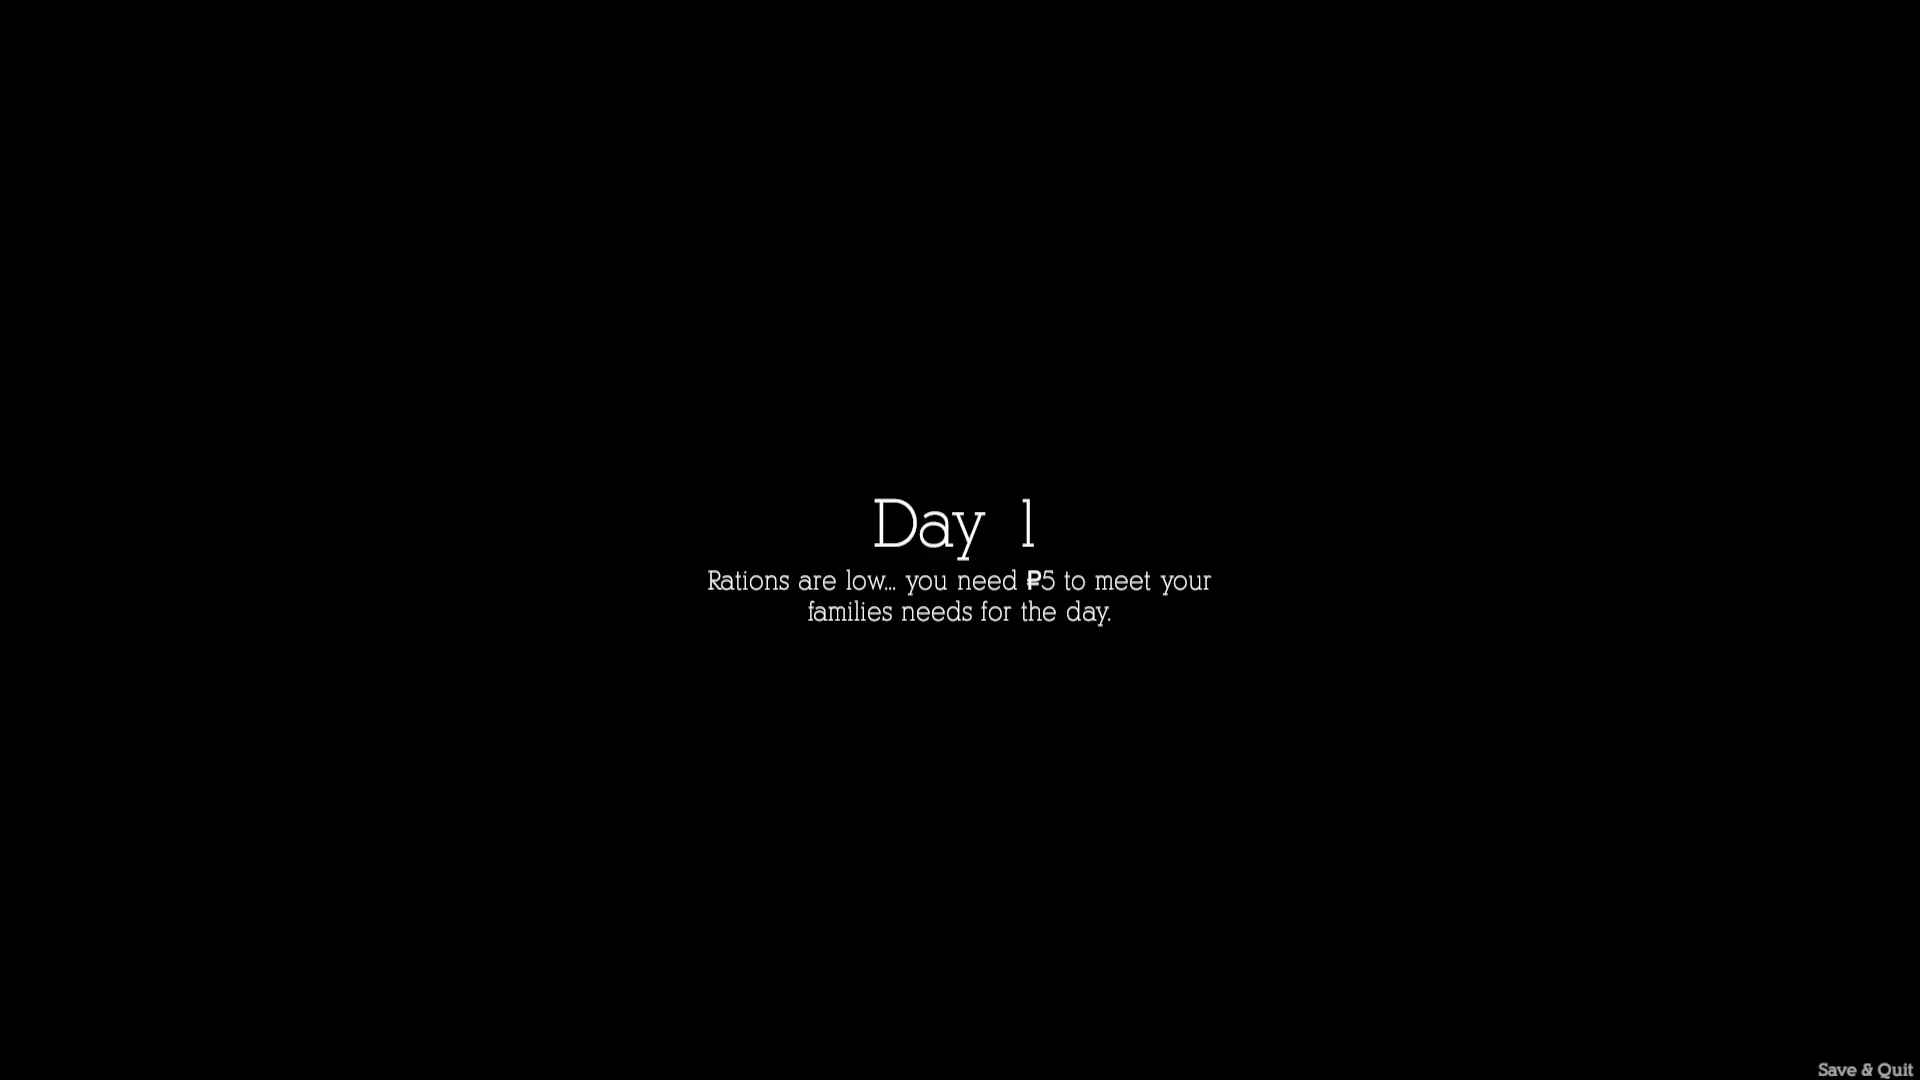 Day 1
Rations are low... you need ₽5 to meet your
families needs for the day.
Save & Quit